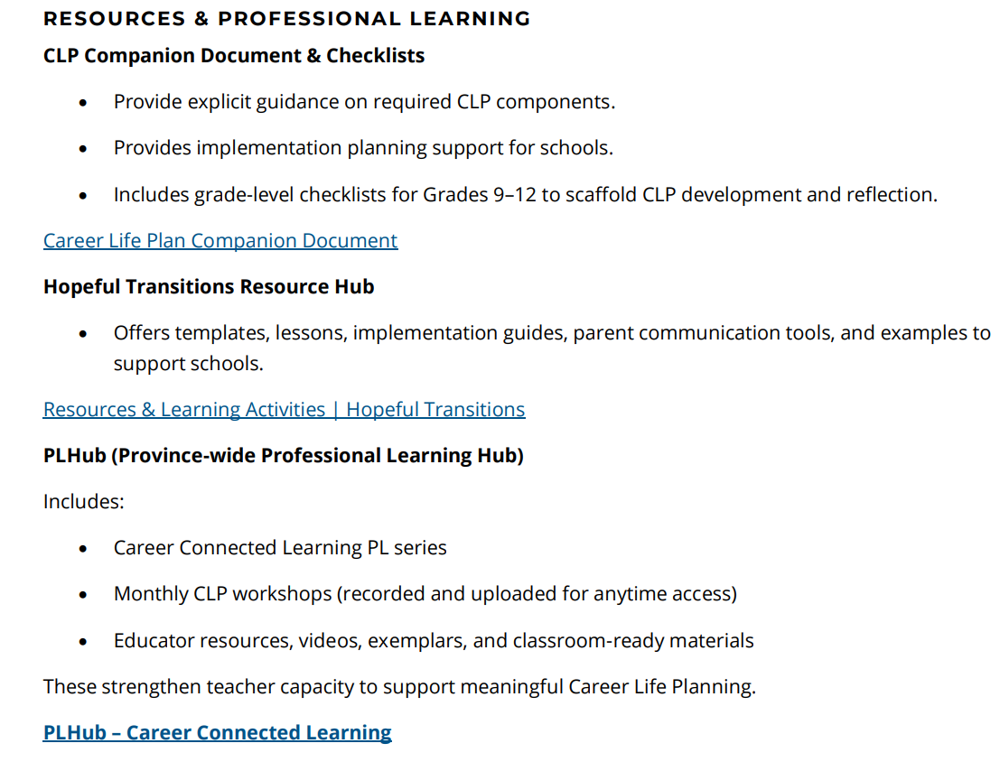 RESOURCES & PROFESSIONAL LEARNING
CLP Companion Document & Checklists
• Provide explicit guidance on required CLP components.
• Provides implementation planning support for schools.
• Includes grade-level checklists for Grades 9–12 to scaffold CLP development and reflection.
Career Life Plan Companion Document
Hopeful Transitions Resource Hub
• Offers templates, lessons, implementation guides, parent communication tools, and examples to
support schools.
Resources & Learning Activities | Hopeful Transitions
PLHub (Province-wide Professional Learning Hub)
Includes:
• Career Connected Learning PL series
• Monthly CLP workshops (recorded and uploaded for anytime access)
• Educator resources, videos, exemplars, and classroom-ready materials
These strengthen teacher capacity to support meaningful Career Life Planning.
PLHub – Career Connected Learning